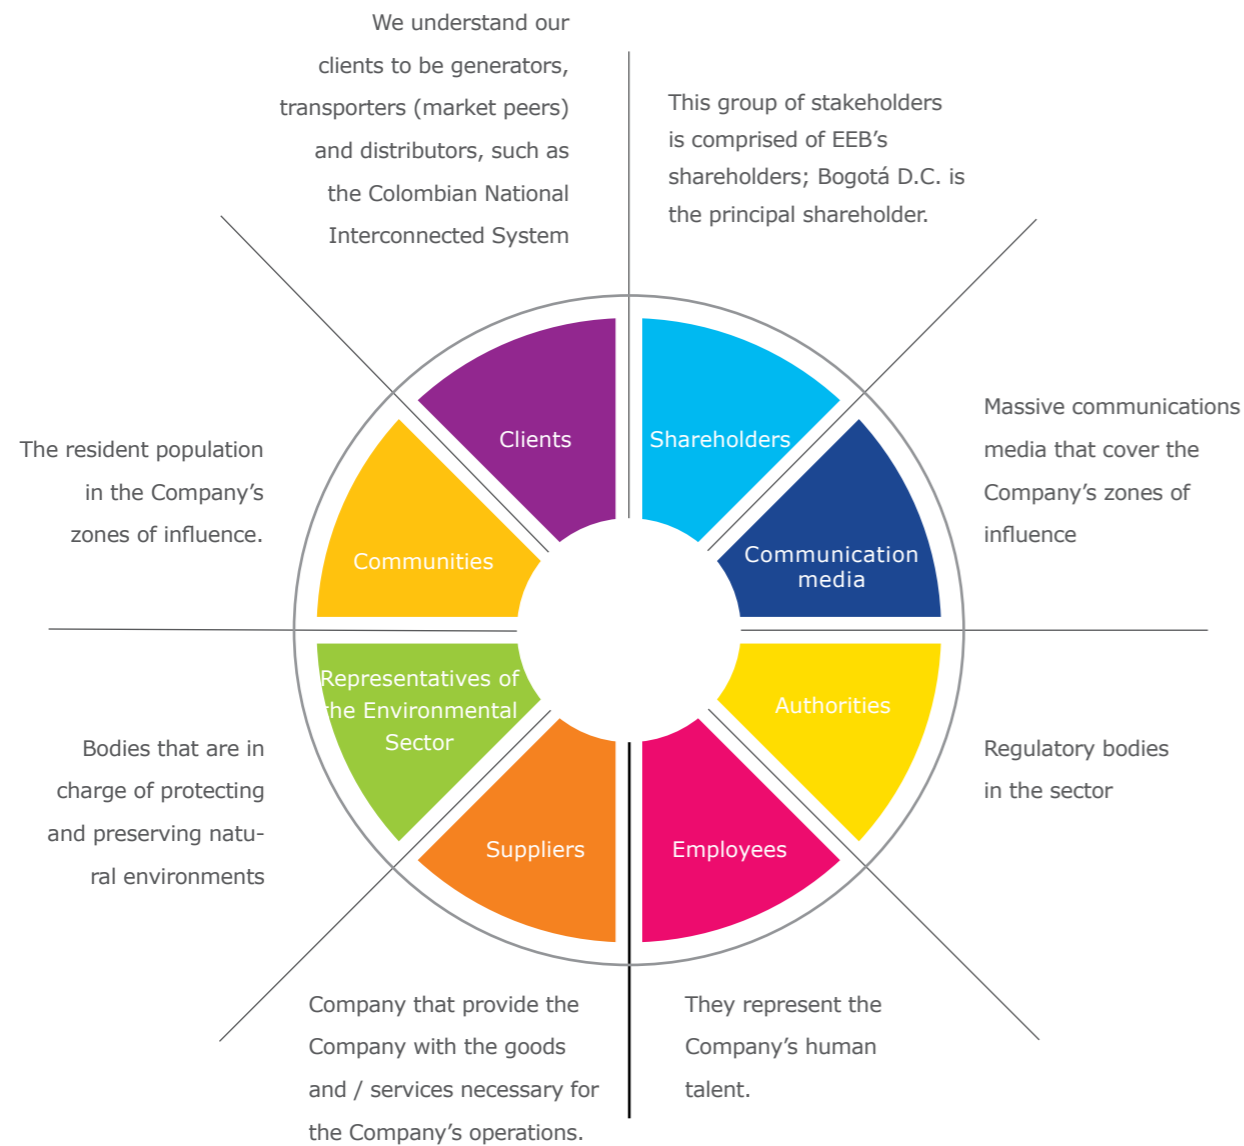 We understand our
clients to be generators,
transporters (market peers)
and distributors, such as
the Colombian National
Interconnected System
This group of stakeholders
is comprised of EEB’s
shareholders; Bogotá D.C. is
the principal shareholder.
Clients
Shareholders
Massive communications
media that cover the
Company’s zones of
influence
The resident population
in the Company’s
zones of influence.
Communities
Communication
media
Representatives of
the Environmental
Sector
Authorities
Bodies that are in
charge of protecting
and preserving natu-
ral environments
Regulatory bodies
in the sector
Suppliers
Employees
Company that provide the
Company with the goods
and / services necessary for
the Company’s operations.
They represent the
Company’s human
talent.